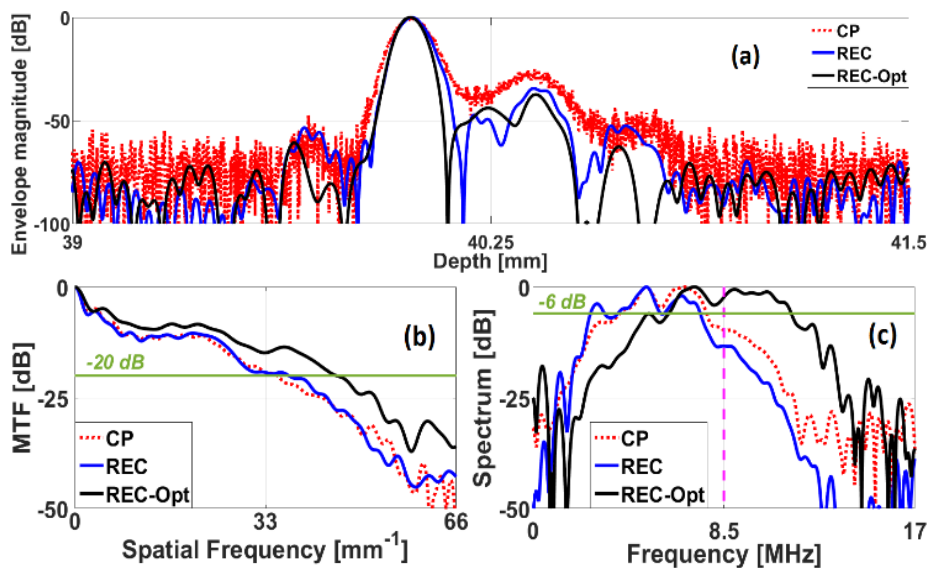 Envelope magnitude [dB]
0
-50
-100
39
40.25
41.5
Depth [mm]
(a)
CP
REC
REC-Opt
MTF [dB]
0
-25
-50
0
33
66
Spatial Frequency [mm⁻¹]
(b)
-20 dB
CP
REC
REC-Opt
Spectrum [dB]
0
-25
-50
0
8.5
17
Frequency [MHz]
(c)
-6 dB
CP
REC
REC-Opt